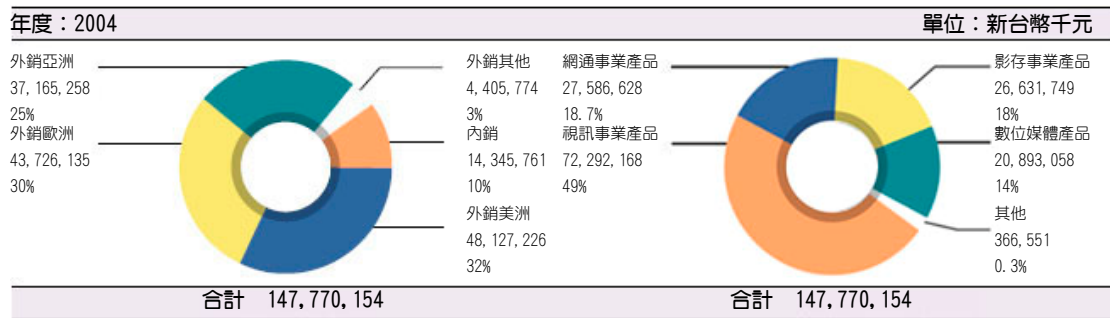 年度：2004
單位：新台幣千元
外銷亞洲
37,165,258
25%
外銷歐洲
43,726,135
30%
外銷其他
4,405,774
3%
內銷
14,345,761
10%
外銷美洲
48,127,226
32%
網通事業產品
27,586,628
18.7%
視訊事業產品
72,292,168
49%
影存事業產品
26,631,749
18%
數位媒體產品
20,893,058
14%
其他
366,551
0.3%
合計 147,770,154
合計 147,770,154